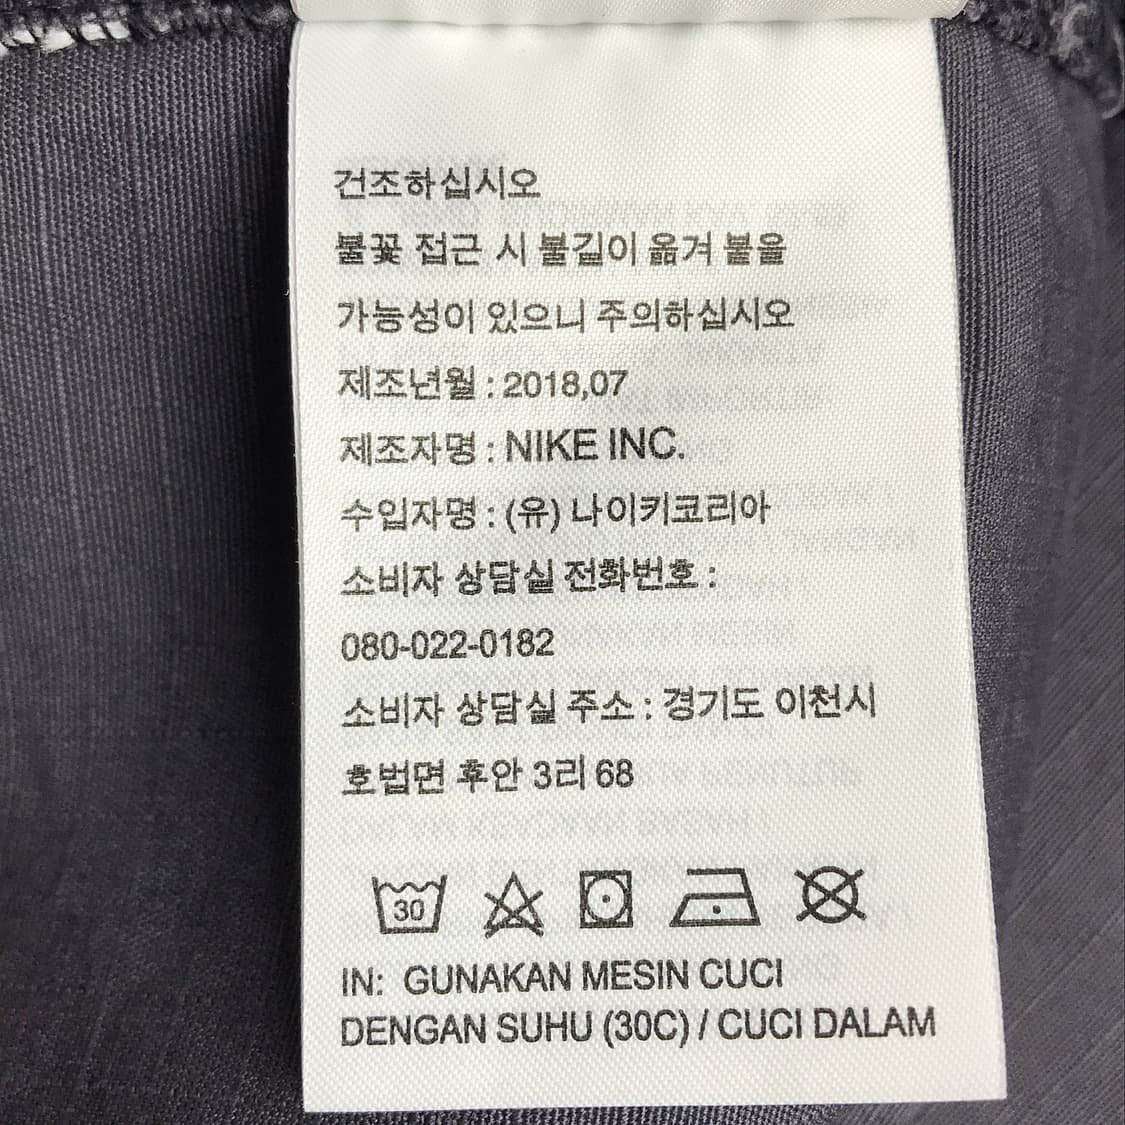 건조하십시오
불꽃 접근 시 불길이 옮겨 붙을
가능성이 있으니 주의하십시오
제조년월 : 2018,07
제조자명 : NIKE INC.
수입자명 : (유) 나이키코리아
소비자 상담실 전화번호 :
080-022-0182
소비자 상담실 주소 : 경기도 이천시
호법면 후안 3리 68
30
IN: GUNAKAN MESIN CUCI
DENGAN SUHU (30C) / CUCI DALAM